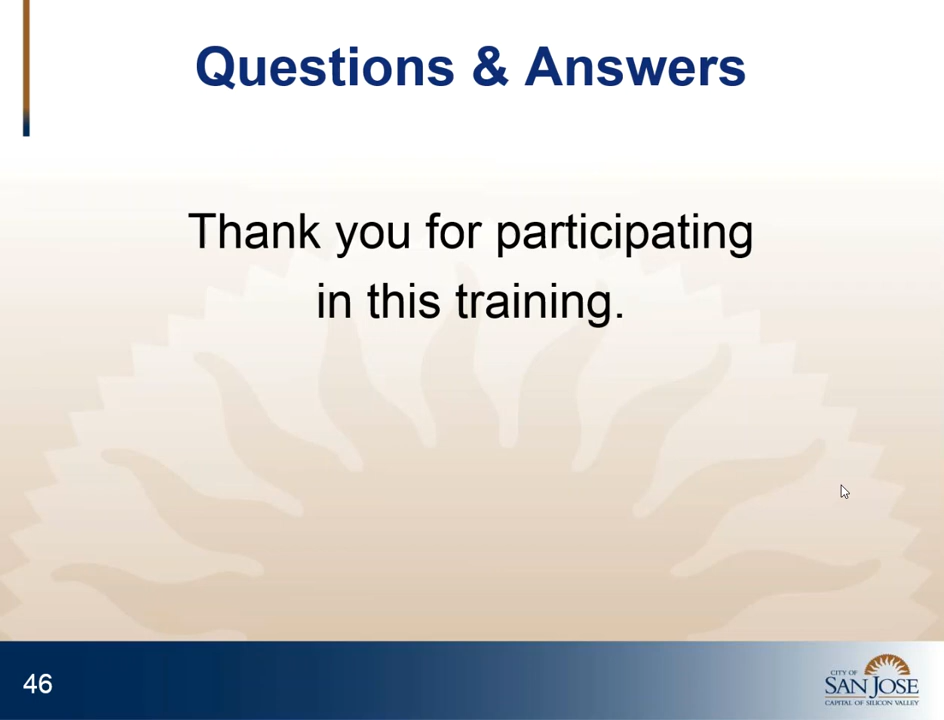 Questions & Answers
Thank you for participating
in this training.
46
CITY OF
SAN JOSE
CAPITAL OF SILICON VALLEY